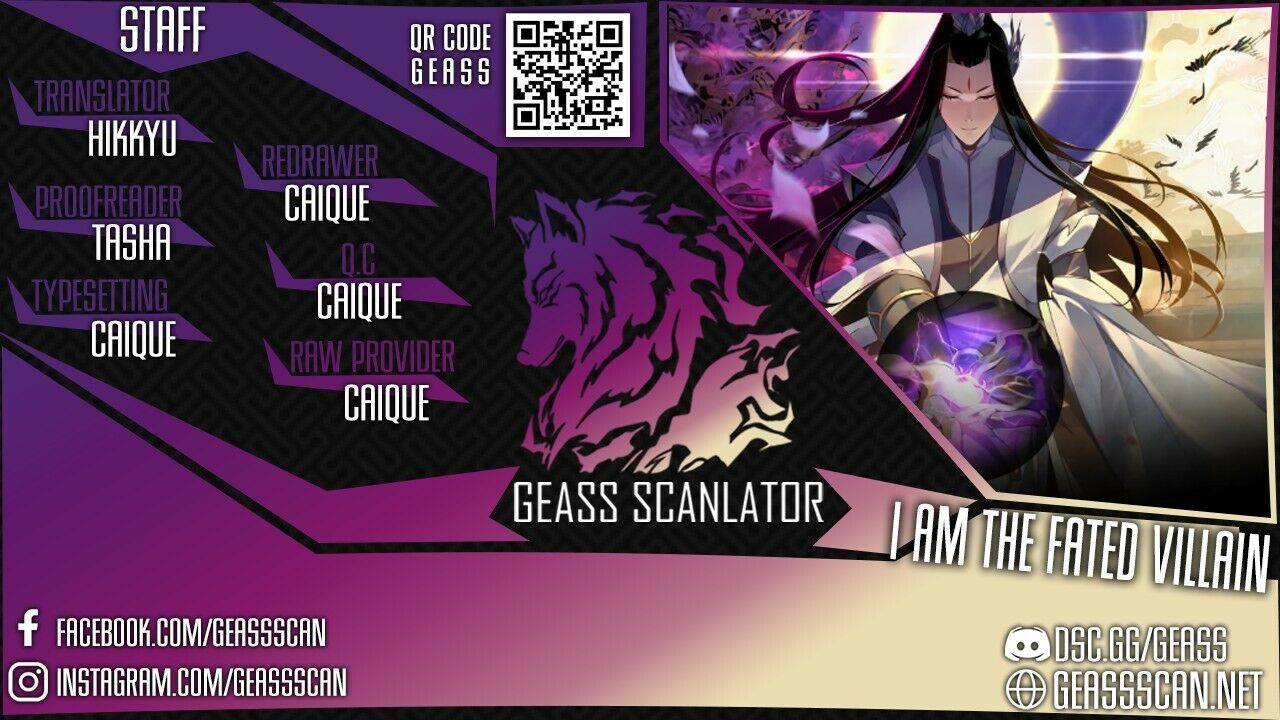 STAFF
TRANSLATOR
HIKKYU
PROOFREADER
TASHA
TYPESETTING
CAIQUE
REDRAWER
CAIQUE
Q.C
CAIQUE
RAW PROVIDER
CAIQUE
QR CODE
GEASS
GEASS SCANLATOR
I AM THE FATED VILLAIN
FACEBOOK.COM/GEASSSCAN
INSTAGRAM.COM/GEASSSCAN
DSC.GG/GEASS
GEASSSCAN.NET